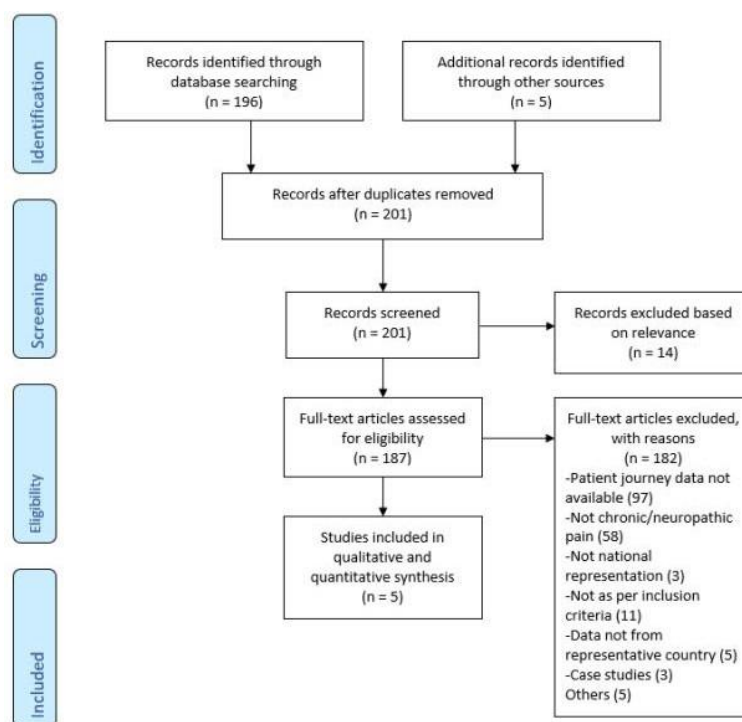 Identification
Records identified through
database searching
(n = 196)
Additional records identified
through other sources
(n = 5)
Records after duplicates removed
(n = 201)
Screening
Records screened
(n = 201)
Records excluded based
on relevance
(n = 14)
Eligibility
Full-text articles assessed
for eligibility
(n = 187)
Full-text articles excluded,
with reasons
(n = 182)
-Patient journey data not
available (97)
-Not chronic/neuropathic
pain (58)
-Not national
representation (3)
-Not as per inclusion
criteria (11)
-Data not from
representative country (5)
-Case studies (3)
Others (5)
Included
Studies included in
qualitative and
quantitative synthesis
(n = 5)